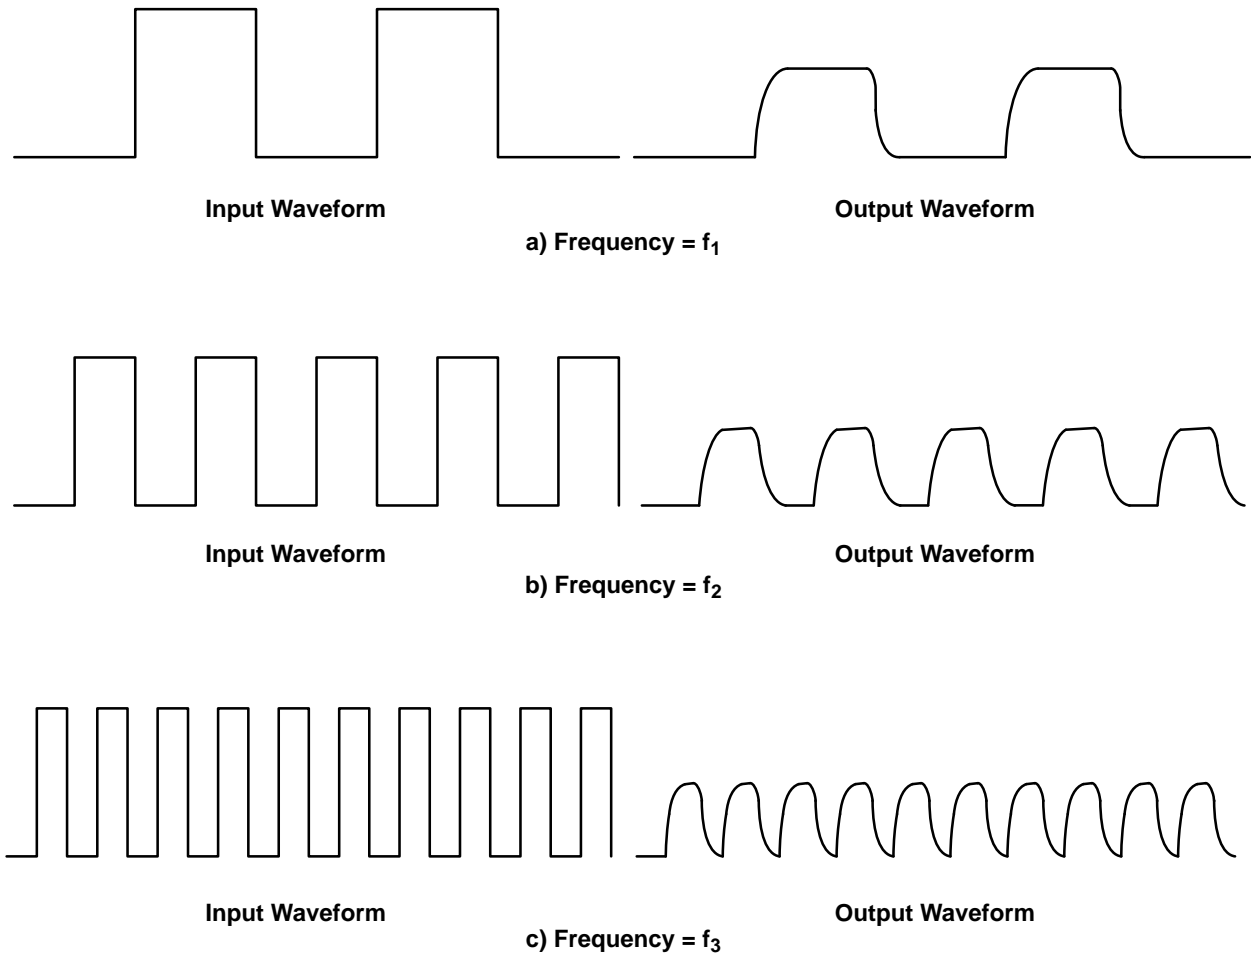 Input Waveform
Output Waveform
a) Frequency = f₁
Input Waveform
Output Waveform
b) Frequency = f₂
Input Waveform
Output Waveform
c) Frequency = f₃